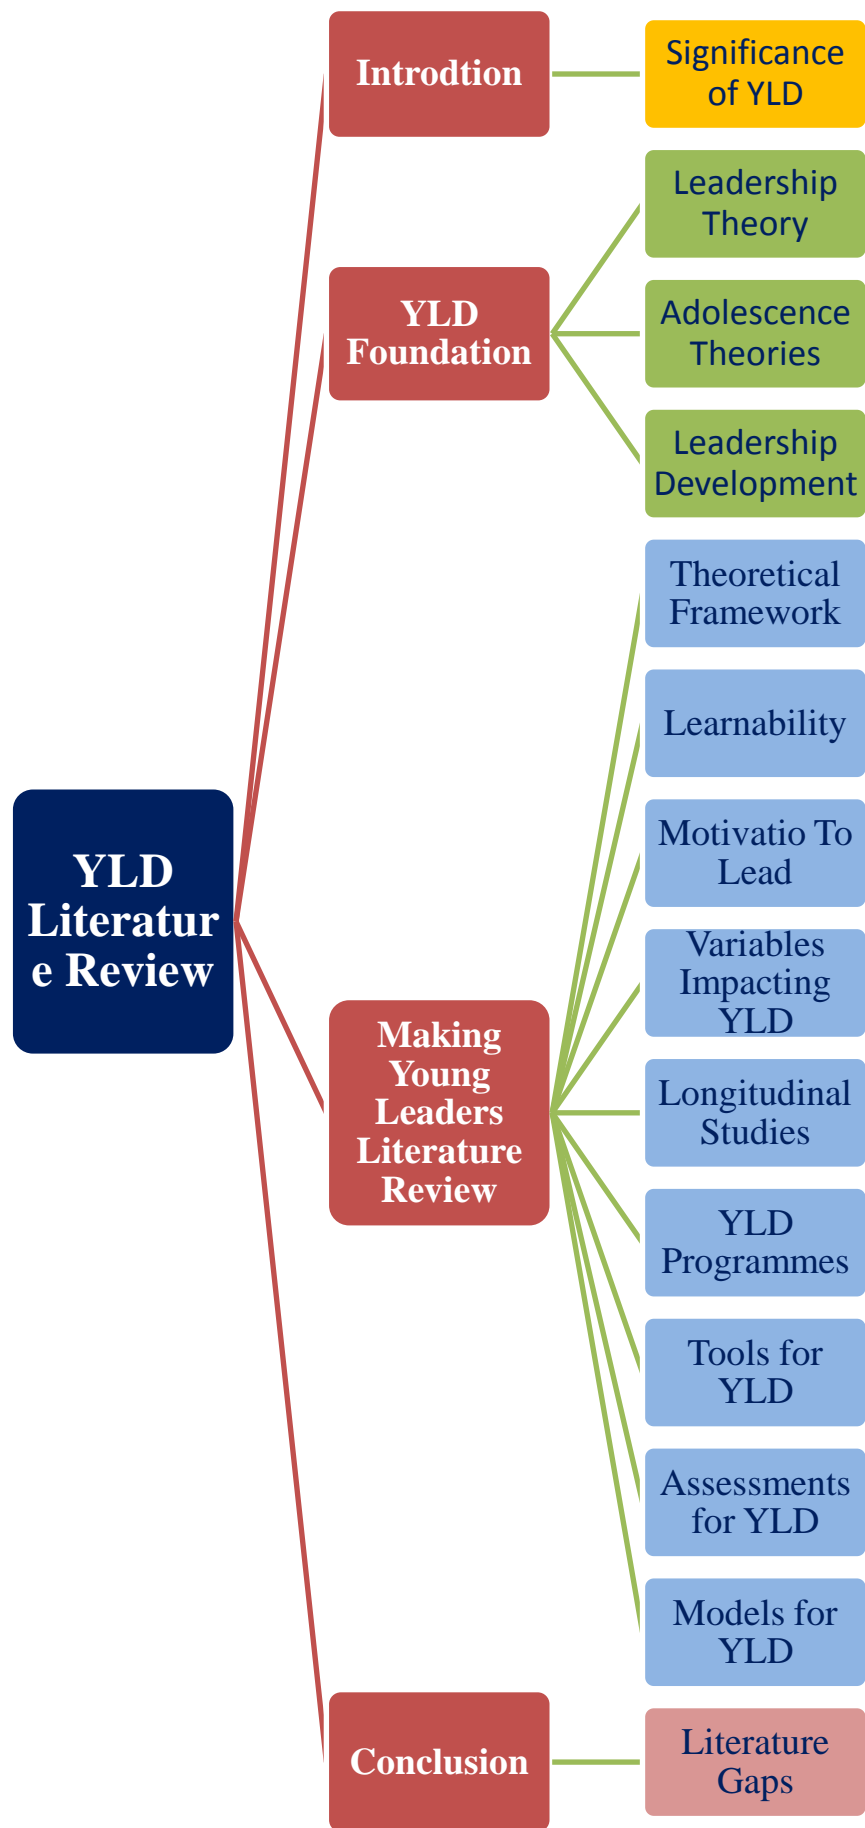 Introdtion
Significance
of YLD
YLD
Foundation
Leadership
Theory
Adolescence
Theories
Leadership
Development
YLD
Literatur
e Review
Making
Young
Leaders
Literature
Review
Theoretical
Framework
Learnability
Motivatio To
Lead
Variables
Impacting
YLD
Longitudinal
Studies
YLD
Programmes
Tools for
YLD
Assessments
for YLD
Models for
YLD
Conclusion
Literature
Gaps